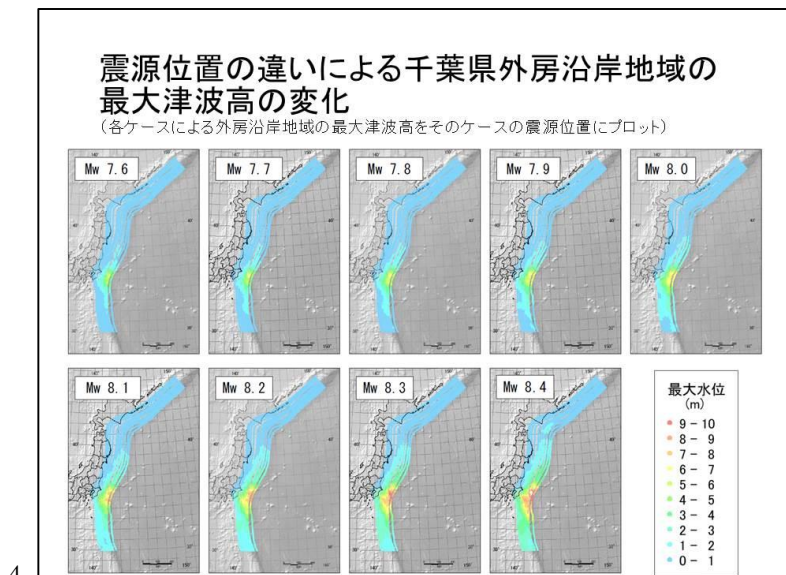 震源位置の違いによる千葉県外房沿岸地域の
最大津波高の変化
（各ケースによる外房沿岸地域の最大津波高をそのケースの震源位置にプロット）
Mw 7.6
Mw 7.7
Mw 7.8
Mw 7.9
Mw 8.0
Mw 8.1
Mw 8.2
Mw 8.3
Mw 8.4
最大水位
(m)
9 - 10
8 - 9
7 - 8
6 - 7
5 - 6
4 - 5
3 - 4
2 - 3
1 - 2
0 - 1
4